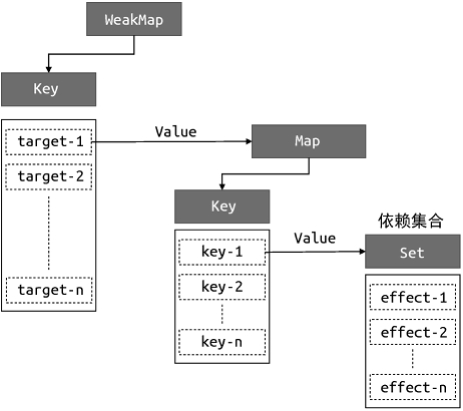 WeakMap
Key
target-1
target-2
target-n
Value
Map
Key
key-1
key-2
key-n
Value
依赖集合
Set
effect-1
effect-2
effect-n